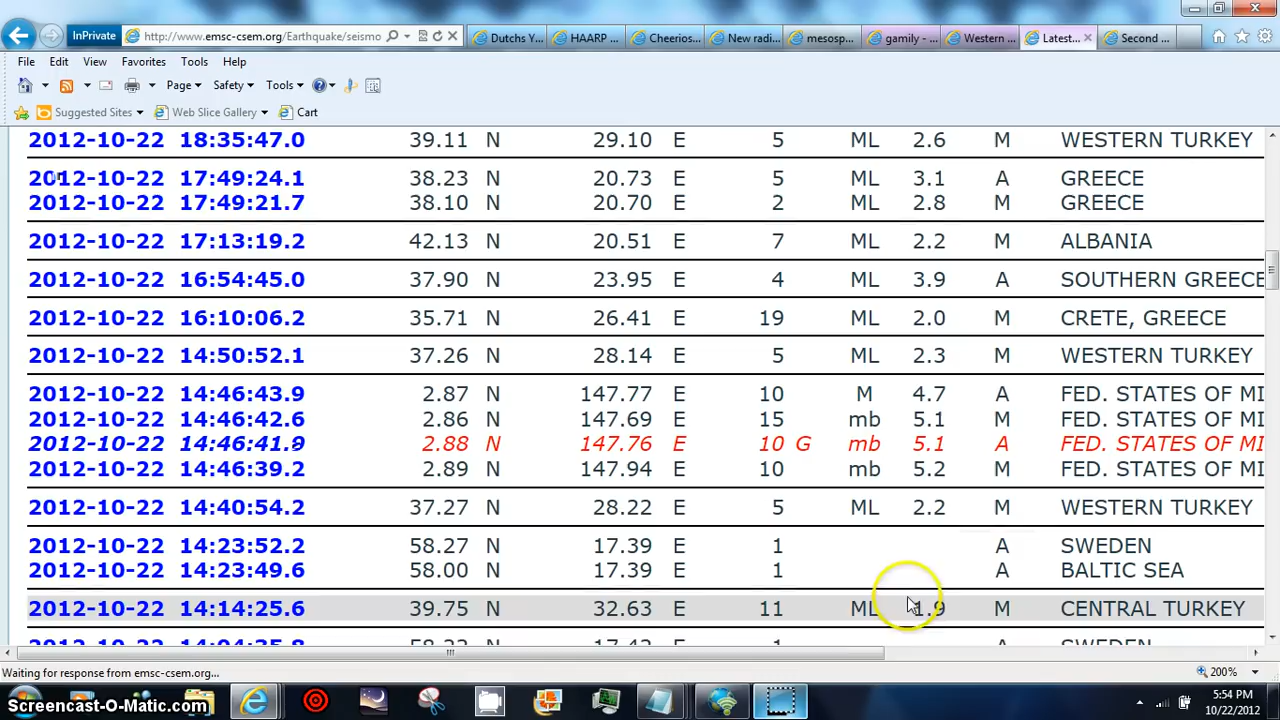 InPrivate http://www.emsc-csem.org/Earthquake/seismo Dutchs Y... HAARP ... Cheerios... New radi... mesosp... gamily - ... Western ... Latest... Second ...
File Edit View Favorites Tools Help
Page Safety Tools
Suggested Sites Web Slice Gallery Cart
2012-10-22 18:35:47.0 39.11 N 29.10 E 5 ML 2.6 M WESTERN TURKEY
2012-10-22 17:49:24.1 38.23 N 20.73 E 5 ML 3.1 A GREECE
2012-10-22 17:49:21.7 38.10 N 20.70 E 2 ML 2.8 M GREECE
2012-10-22 17:13:19.2 42.13 N 20.51 E 7 ML 2.2 M ALBANIA
2012-10-22 16:54:45.0 37.90 N 23.95 E 4 ML 3.9 A SOUTHERN GREECE
2012-10-22 16:10:06.2 35.71 N 26.41 E 19 ML 2.0 M CRETE, GREECE
2012-10-22 14:50:52.1 37.26 N 28.14 E 5 ML 2.3 M WESTERN TURKEY
2012-10-22 14:46:43.9 2.87 N 147.77 E 10 M 4.7 A FED. STATES OF MI
2012-10-22 14:46:42.6 2.86 N 147.69 E 15 mb 5.1 M FED. STATES OF MI
2012-10-22 14:46:41.9 2.88 N 147.76 E 10 G mb 5.1 A FED. STATES OF MI
2012-10-22 14:46:39.2 2.89 N 147.94 E 10 mb 5.2 M FED. STATES OF MI
2012-10-22 14:40:54.2 37.27 N 28.22 E 5 ML 2.2 M WESTERN TURKEY
2012-10-22 14:23:52.2 58.27 N 17.39 E 1 A SWEDEN
2012-10-22 14:23:49.6 58.00 N 17.39 E 1 A BALTIC SEA
2012-10-22 14:14:25.6 39.75 N 32.63 E 11 ML 1.9 M CENTRAL TURKEY
Waiting for response from emsc-csem.org... 200%
Screencast-O-Matic.com 5:54 PM
10/22/2012